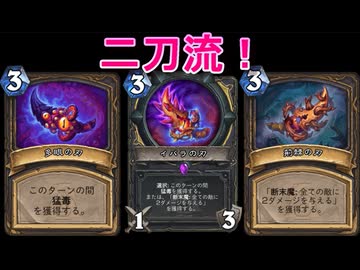 二刀流！
3
多頭の刃
このターンの間
猛毒
を獲得する。
3
イバラの刃
選択:このターンの間
猛毒を獲得する。
または、「断末魔:全ての敵に
2ダメージを与える」
を獲得する。
1
3
3
荊棘の刃
「断末魔:全ての敵に
2ダメージを与える」
を獲得する。